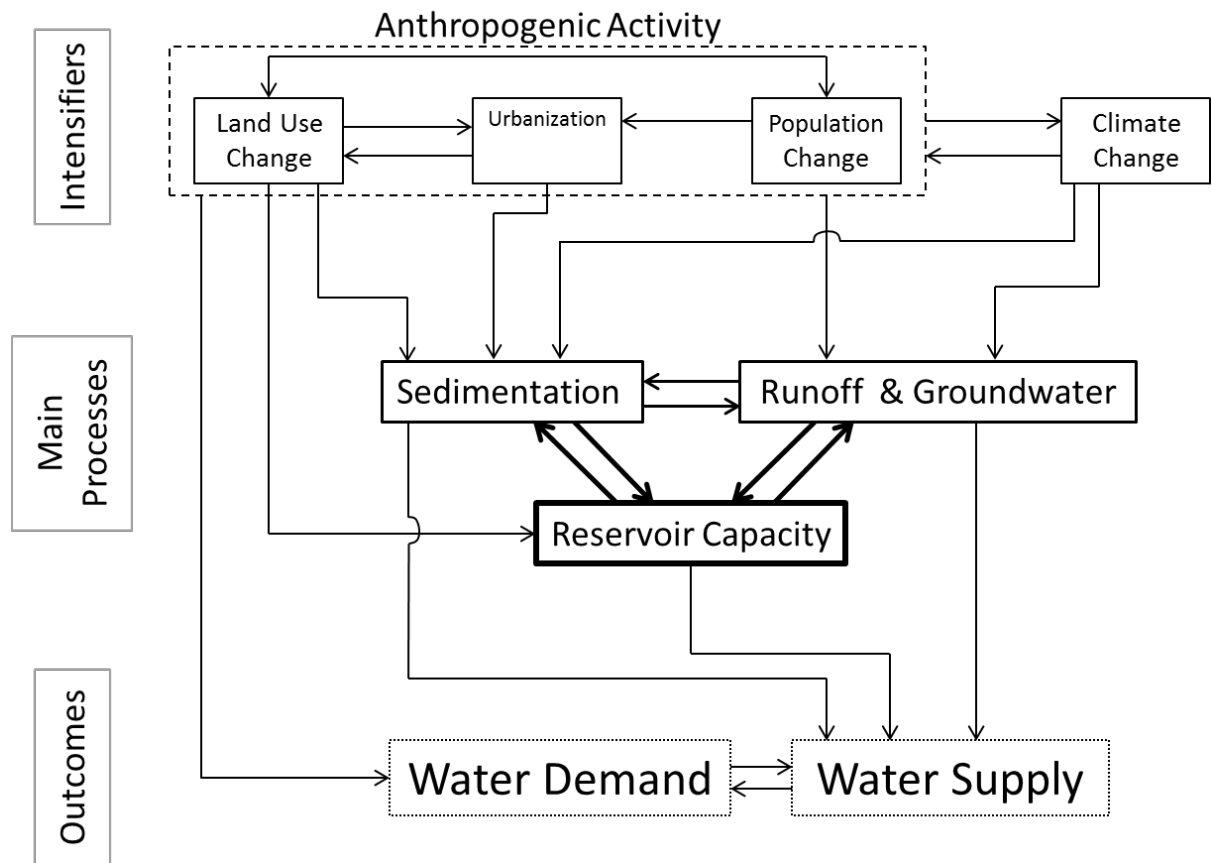 Anthropogenic Activity
Intensifiers
Land Use
Change
Urbanization
Population
Change
Climate
Change
Main
Processes
Sedimentation
Runoff & Groundwater
Reservoir Capacity
Outcomes
Water Demand
Water Supply